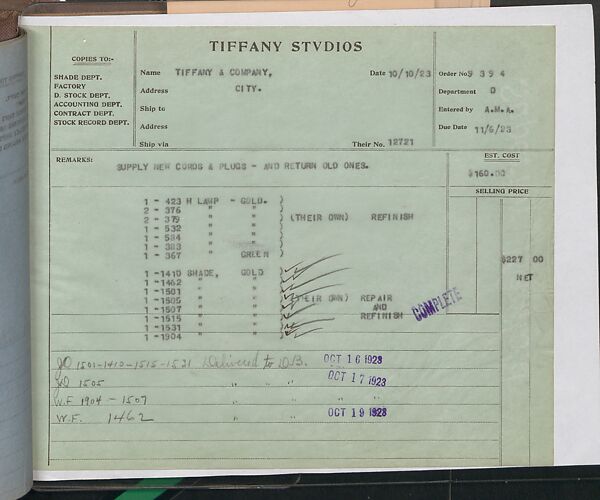 TIFFANY STVDIOS
COPIES TO:-
SHADE DEPT.
FACTORY
D. STOCK DEPT.
ACCOUNTING DEPT.
CONTRACT DEPT.
STOCK RECORD DEPT.
Name TIFFANY & COMPANY,
Date 10/10/23
Address CITY.
Ship to
Address
Ship via
Their No. 12721
Order No. 9394
Department D
Entered by A.M.A.
Due Date 11/6/23
REMARKS:
SUPPLY NEW CORDS & PLUGS - AND RETURN OLD ONES.
EST. COST
$160.00
SELLING PRICE
1 - 423 H LAMP - GOLD. )
2 - 376 " " )
2 - 379 " " ) (THEIR OWN) REFINISH
1 - 532 " " )
1 - 534 " )
1 - 383 " )
1 - 367 GREEN )
$227 00
NET
1 -1410 SHADE, GOLD )
1 -1462 " " )
1 -1501 " " )
1 -1505 " " ) (THEIR OWN) REPAIR
1 -1507 " " ) AND
1 -1515 " " ) REFINISH
1 -1531 " "
1 -1904 " "
COMPLETE
JO 1501-1410-1515-1531 Delivered to D.B. OCT 16 1923
JO 1505 " " OCT 17 1923
W.F. 1904 - 1507 " " " "
W.F. 1462 " " OCT 19 1923